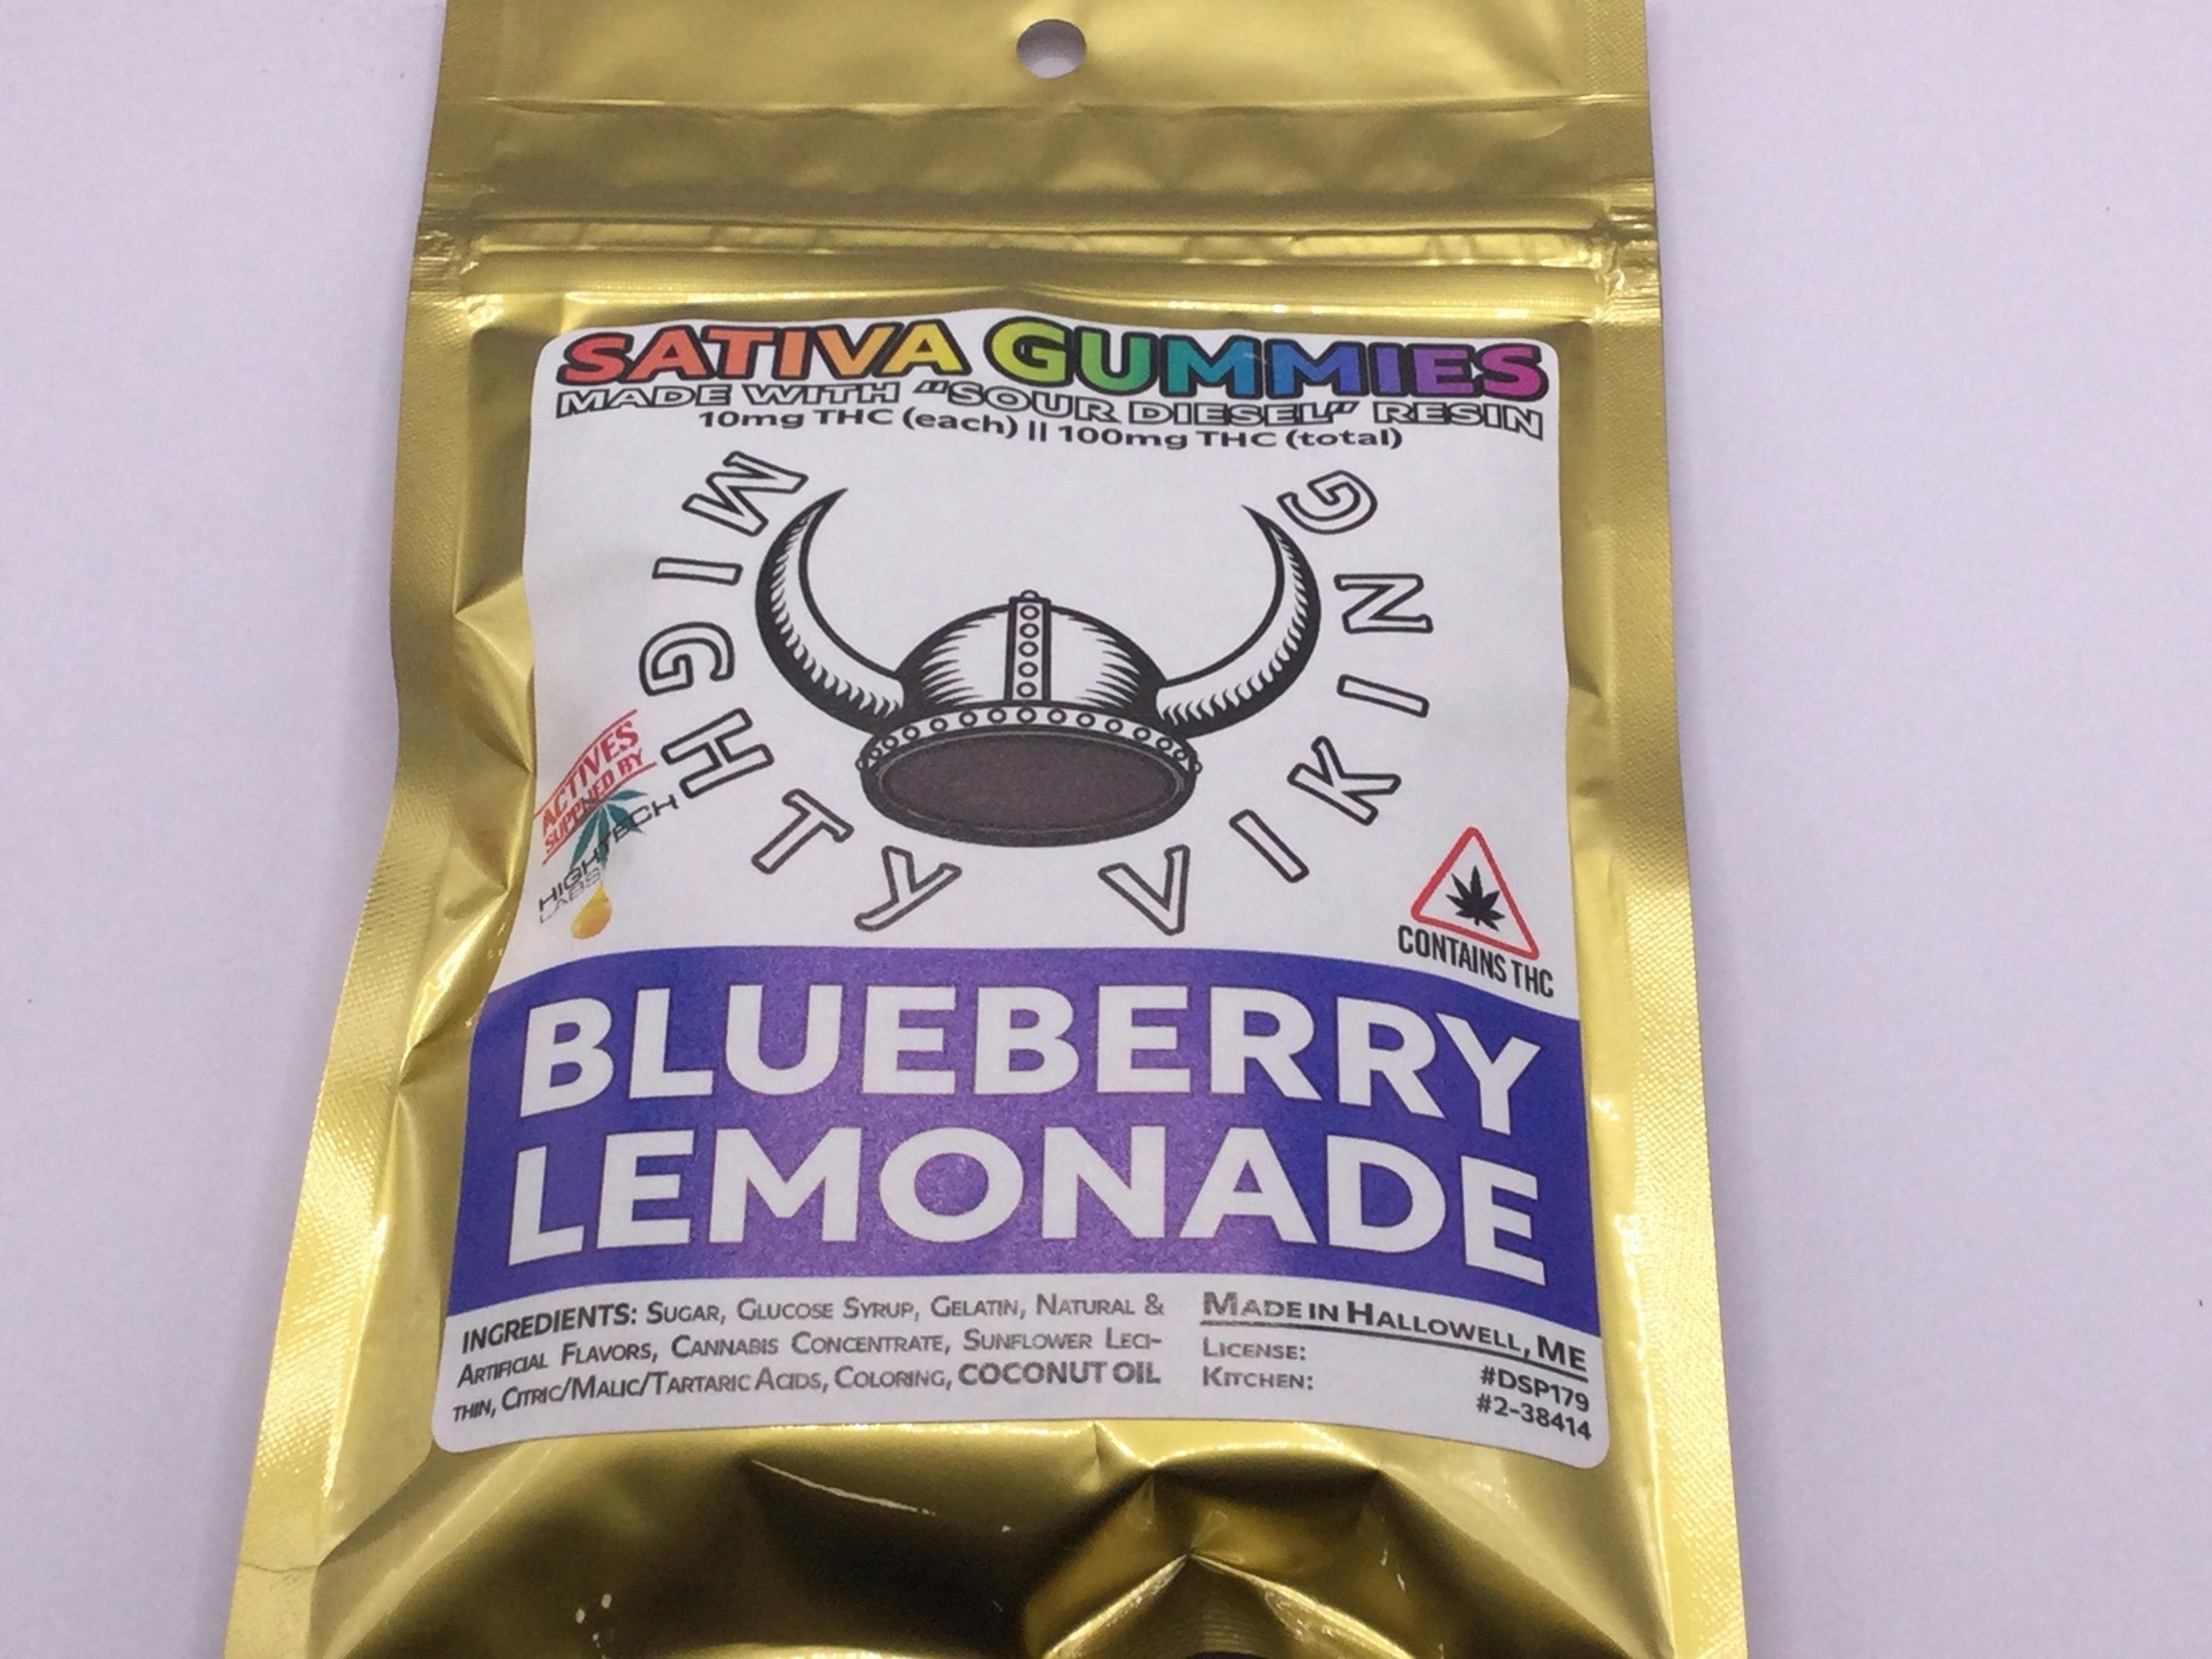 SATIVA GUMMIES
MADE WITH "SOUR DIESEL" RESIN
10mg THC (each) || 100mg THC (total)
MIGHTY VIKING
ACTIVES
SUPPLIED BY
HIGHTECH
LABS
CONTAINS THC
BLUEBERRY
LEMONADE
INGREDIENTS: SUGAR, GLUCOSE SYRUP, GELATIN, NATURAL &
ARTIFICIAL FLAVORS, CANNABIS CONCENTRATE, SUNFLOWER LECI-
THIN, CITRIC/MALIC/TARTARIC ACIDS, COLORING, COCONUT OIL
MADE IN HALLOWELL, ME
LICENSE: #DSP179
KITCHEN: #2-38414